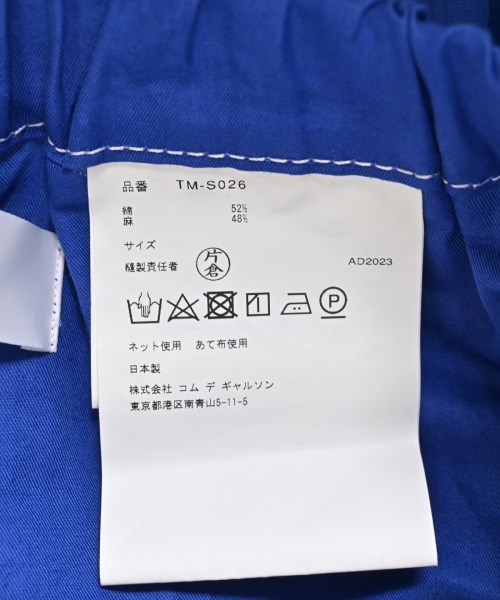 品番 TM-S026
綿 52%
麻 48%
サイズ
縫製責任者 片倉 AD2023
P
ネット使用 あて布使用
日本製
株式会社 コム デ ギャルソン
東京都港区南青山5-11-5